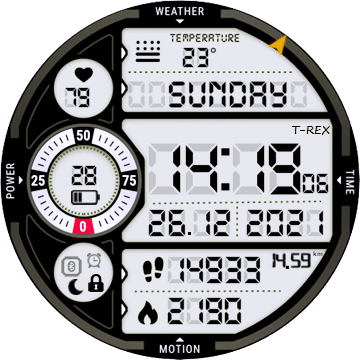 WEATHER
TEMPERATURE
23°
79
SUNDAY
T-REX
14:19 06
50
25 75
28
0
26.12 2021
POWER
TIME
14933 14.59 km
2190
MOTION